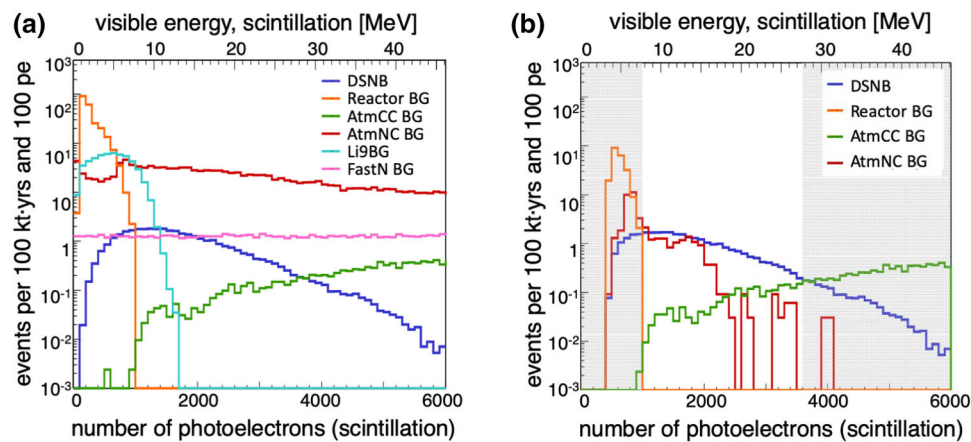 (a)
visible energy, scintillation [MeV]
0 10 20 30 40
events per 100 kt·yrs and 100 pe
10³
10²
10¹
1
10⁻¹
10⁻²
10⁻³
DSNB
Reactor BG
AtmCC BG
AtmNC BG
Li9BG
FastN BG
0 2000 4000 6000
number of photoelectrons (scintillation)
(b)
visible energy, scintillation [MeV]
0 10 20 30 40
events per 100 kt·yrs and 100 pe
10³
10²
10¹
1
10⁻¹
10⁻²
10⁻³
DSNB
Reactor BG
AtmCC BG
AtmNC BG
0 2000 4000 6000
number of photoelectrons (scintillation)